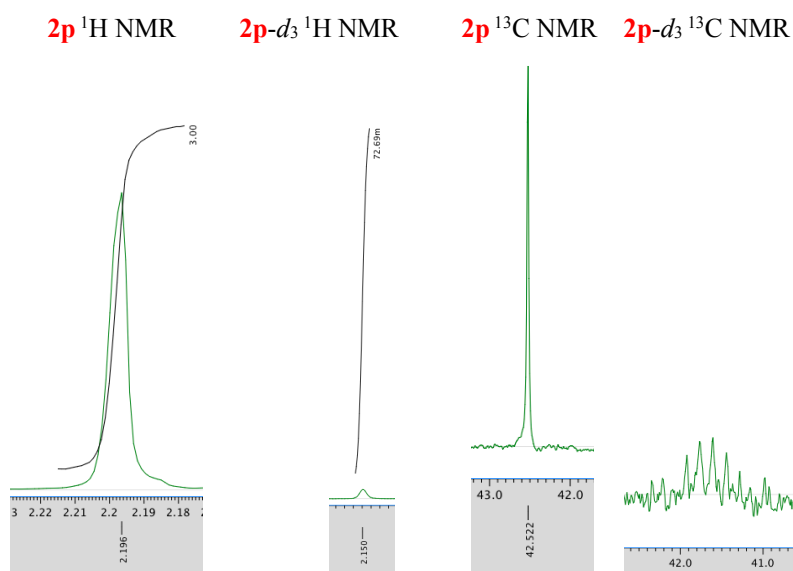 2p ¹H NMR
2p-d₃ ¹H NMR
2p ¹³C NMR
2p-d₃ ¹³C NMR
3.00
72.69m
3 2.22 2.21 2.2 2.19 2.18 2
2.196
2.150
43.0 42.0
42.522
42.0 41.0